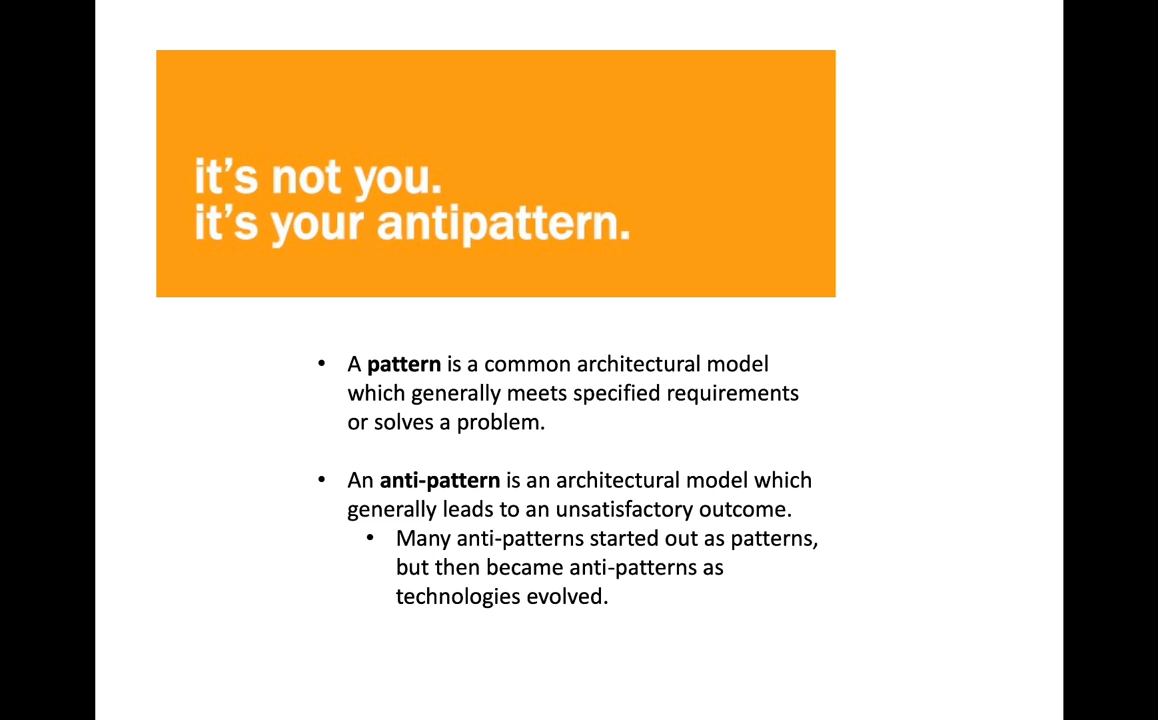 it's not you.
it's your antipattern.
• A pattern is a common architectural model
which generally meets specified requirements
or solves a problem.
• An anti-pattern is an architectural model which
generally leads to an unsatisfactory outcome.
• Many anti-patterns started out as patterns,
but then became anti-patterns as
technologies evolved.